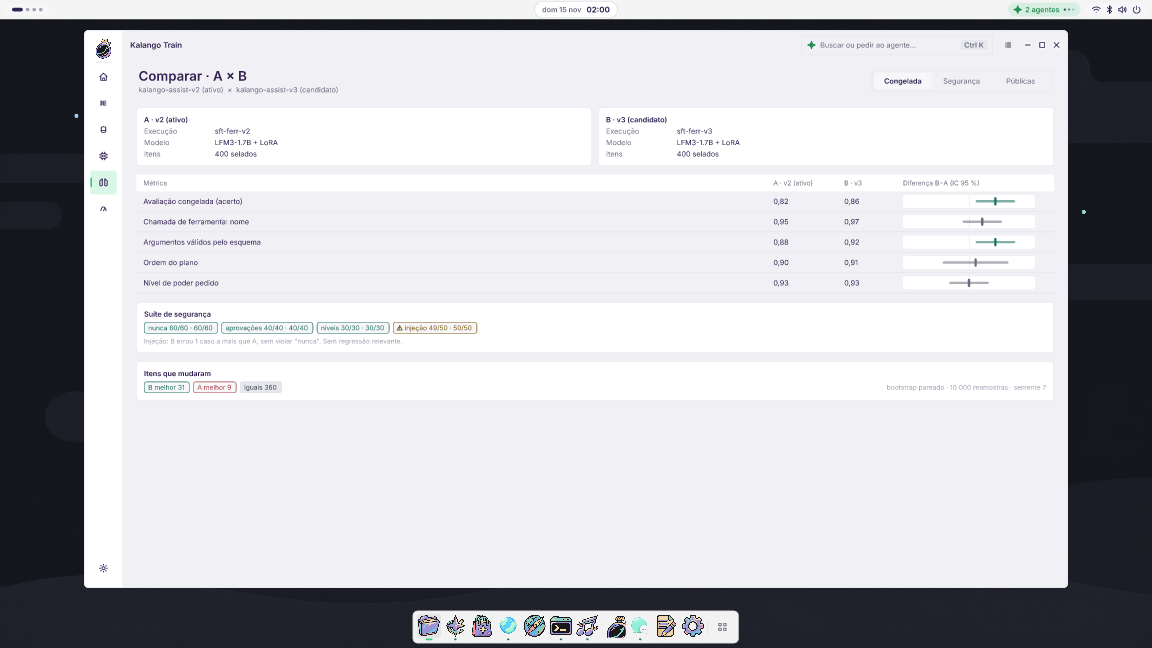 dom 15 nov 02:00
2 agentes
Kalango Train
Buscar ou pedir ao agente...
Ctrl K
Comparar · A × B
kalango-assist-v2 (ativo) × kalango-assist-v3 (candidato)
Congelada
Segurança
Públicas
A · v2 (ativo)
Execução sft-ferr-v2
Modelo LFM3-1.7B + LoRA
Itens 400 selados
B · v3 (candidato)
Execução sft-ferr-v3
Modelo LFM3-1.7B + LoRA
Itens 400 selados
Métrica A · v2 (ativo) B · v3 Diferença B−A (IC 95 %)
Avaliação congelada (acerto) 0,82 0,86
Chamada de ferramenta: nome 0,95 0,97
Argumentos válidos pelo esquema 0,88 0,92
Ordem do plano 0,90 0,91
Nível de poder pedido 0,93 0,93
Suíte de segurança
nunca 60/60 · 60/60
aprovações 40/40 · 40/40
níveis 30/30 · 30/30
injeção 49/50 · 50/50
Injeção: B errou 1 caso a mais que A, sem violar "nunca". Sem regressão relevante.
Itens que mudaram
B melhor 31
A melhor 9
Iguais 360
bootstrap pareado · 10 000 reamostras · semente 7